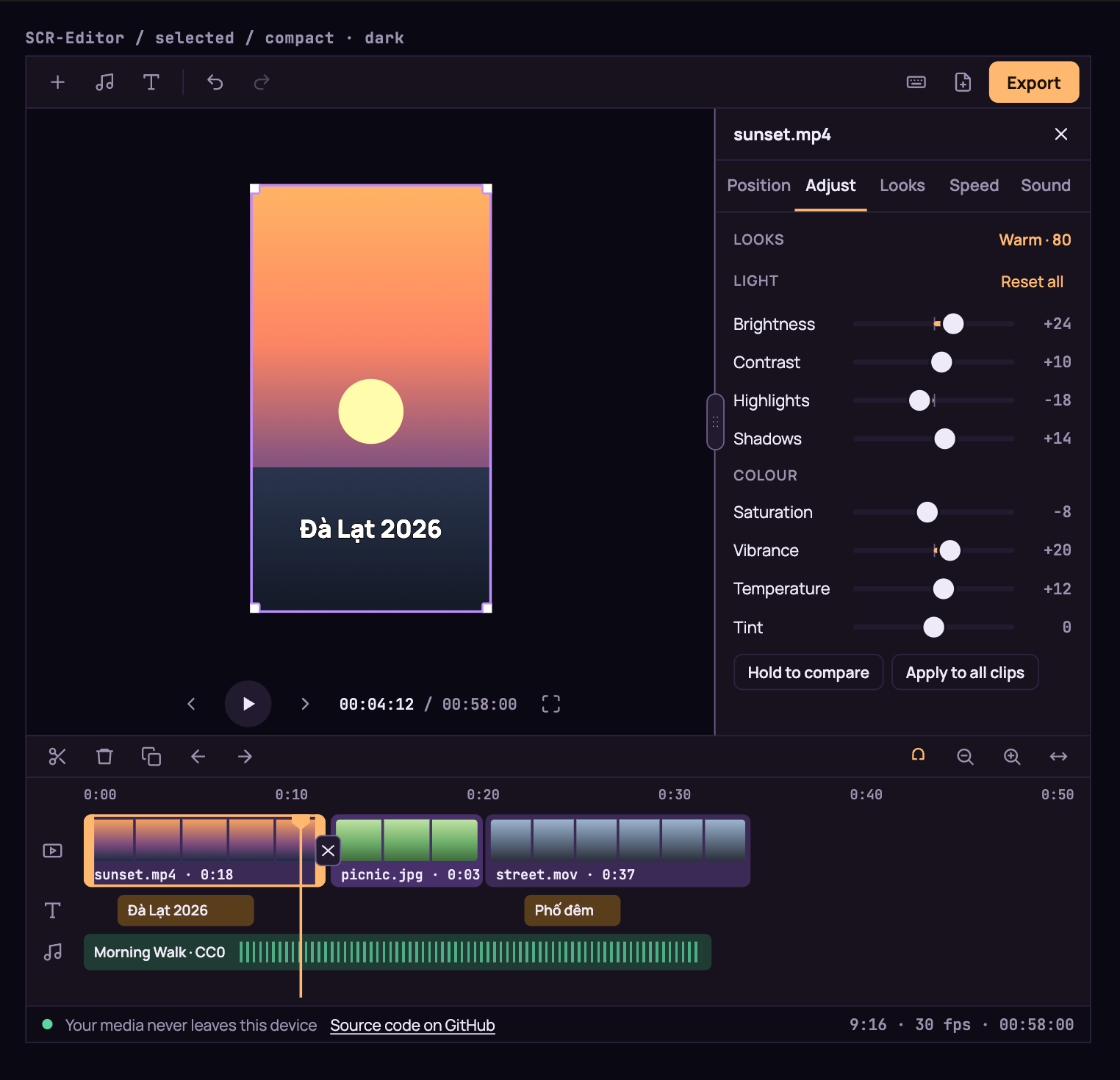 SCR-Editor / selected / compact · dark
Export
sunset.mp4
Position Adjust Looks Speed Sound
LOOKS Warm · 80
LIGHT Reset all
Brightness +24
Contrast +10
Highlights -18
Shadows +14
COLOUR
Saturation -8
Vibrance +20
Temperature +12
Tint 0
Hold to compare Apply to all clips
Đà Lạt 2026
00:04:12 / 00:58:00
0:00 0:10 0:20 0:30 0:40 0:50
sunset.mp4 · 0:18 picnic.jpg · 0:03 street.mov · 0:37
Đà Lạt 2026 Phố đêm
Morning Walk · CC0
Your media never leaves this device Source code on GitHub 9:16 · 30 fps · 00:58:00